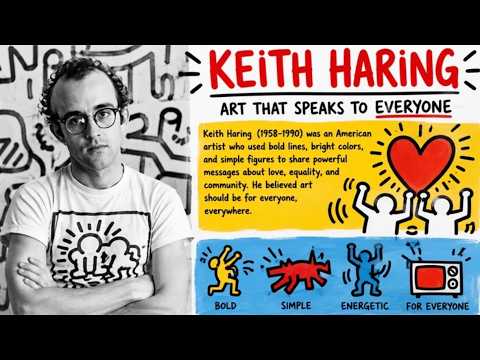 KEiTH HARiNG
ART THAT SPEAKS TO EVERYONE
Keith Haring (1958–1990) was an American
artist who used bold lines, bright colors,
and simple figures to share powerful
messages about love, equality, and
community. He believed art
should be for everyone,
everywhere.
BOLD
SIMPLE
ENERGETIC
FOR EVERYONE